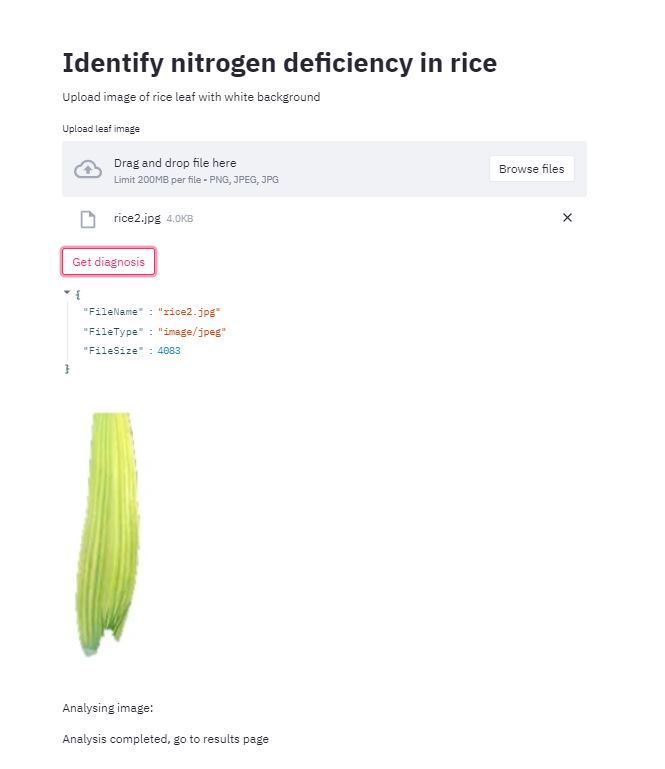 Identify nitrogen deficiency in rice
Upload image of rice leaf with white background
Upload leaf image
Drag and drop file here
Limit 200MB per file • PNG, JPEG, JPG
Browse files
rice2.jpg 4.0KB
Get diagnosis
{
"FileName" : "rice2.jpg"
"FileType" : "image/jpeg"
"FileSize" : 4083
}
Analysing image:
Analysis completed, go to results page